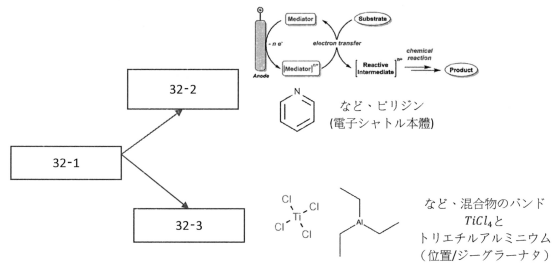 Mediator
Substrate
- n e⁻
electron transfer
chemical
reaction
Anode
[Mediator]ⁿ⁺
[Reactive
Intermediate]ⁿ⁺
Product
32-2
N
など、ピリジン
(電子シャトル本體)
32-1
32-3
Cl
Cl
Ti
Cl
Cl
Al
など、混合物のバンド
TiCl₄と
トリエチルアルミニウム
(位置/ジーグラーナタ)